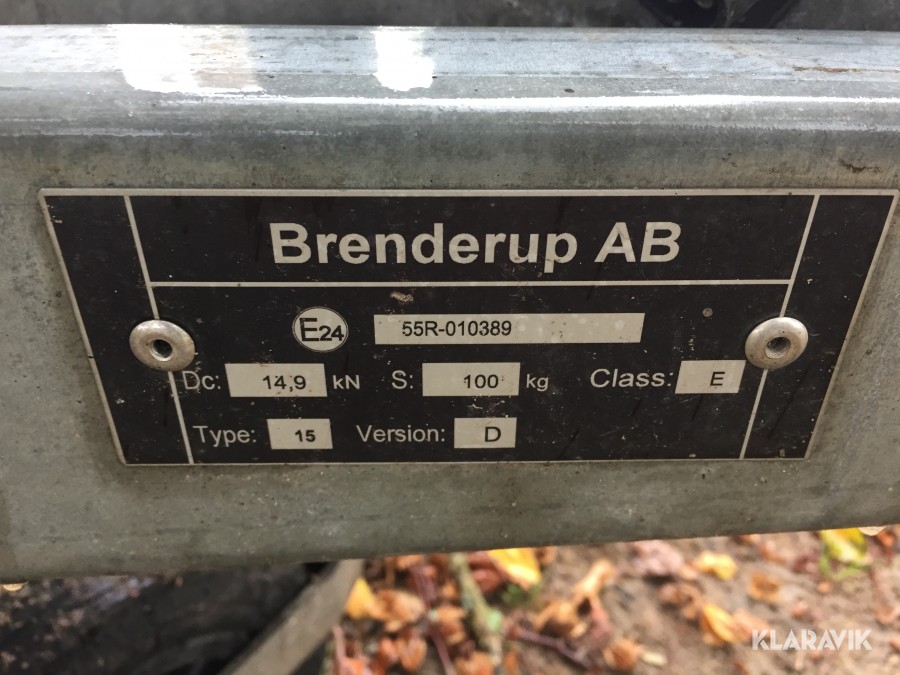 Brenderup AB
E24 55R-010389
Dc: 14,9 kN S: 100 kg Class: E
Type: 15 Version: D
KLARAVIK